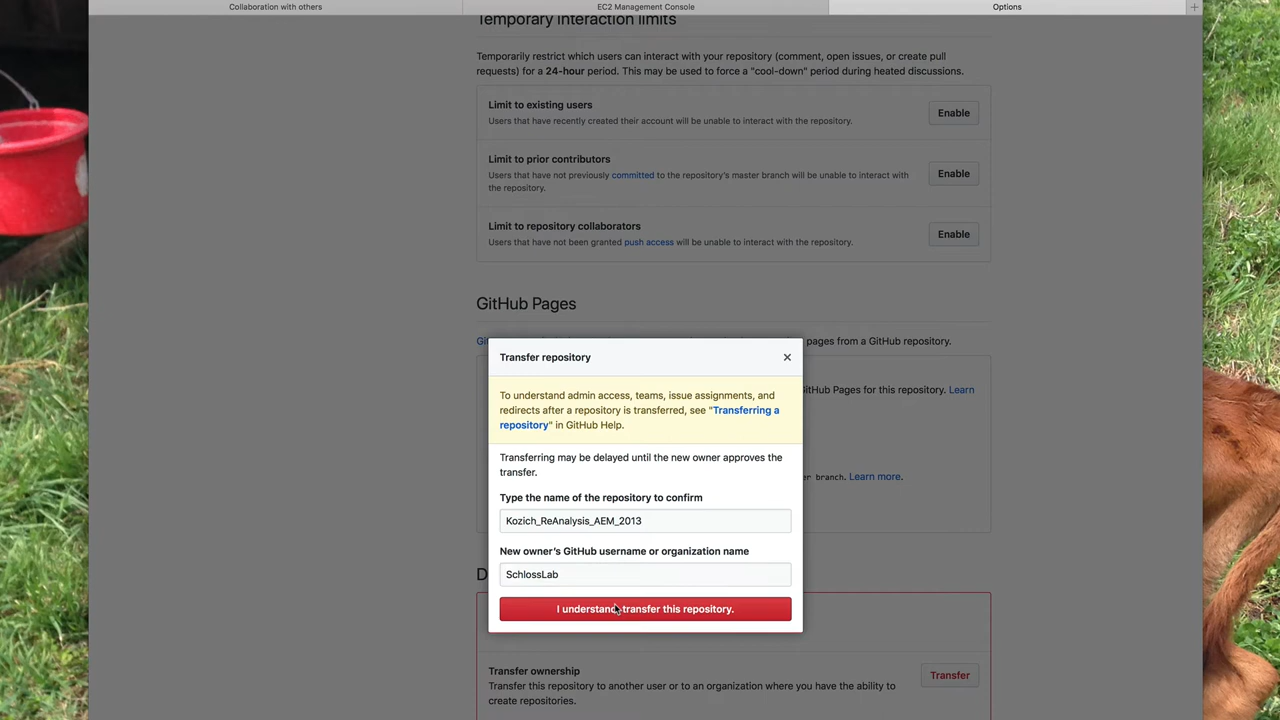 Collaboration with others
EC2 Management Console
Options
+
Temporary interaction limits
Temporarily restrict which users can interact with your repository (comment, open issues, or create pull
requests) for a 24-hour period. This may be used to force a "cool-down" period during heated discussions.
Limit to existing users
Users that have recently created their account will be unable to interact with the repository.
Enable
Limit to prior contributors
Users that have not previously committed to the repository's master branch will be unable to interact with
the repository.
Enable
Limit to repository collaborators
Users that have not been granted push access will be unable to interact with the repository.
Enable
GitHub Pages
pages from a GitHub repository.
Transfer repository
×
To understand admin access, teams, issue assignments, and
redirects after a repository is transferred, see "Transferring a
repository" in GitHub Help.
GitHub Pages for this repository. Learn
Transferring may be delayed until the new owner approves the
transfer.
branch. Learn more.
Type the name of the repository to confirm
Kozich_ReAnalysis_AEM_2013
New owner's GitHub username or organization name
SchlossLab
D
I understand, transfer this repository.
Transfer ownership
Transfer this repository to another user or to an organization where you have the ability to
create repositories.
Transfer